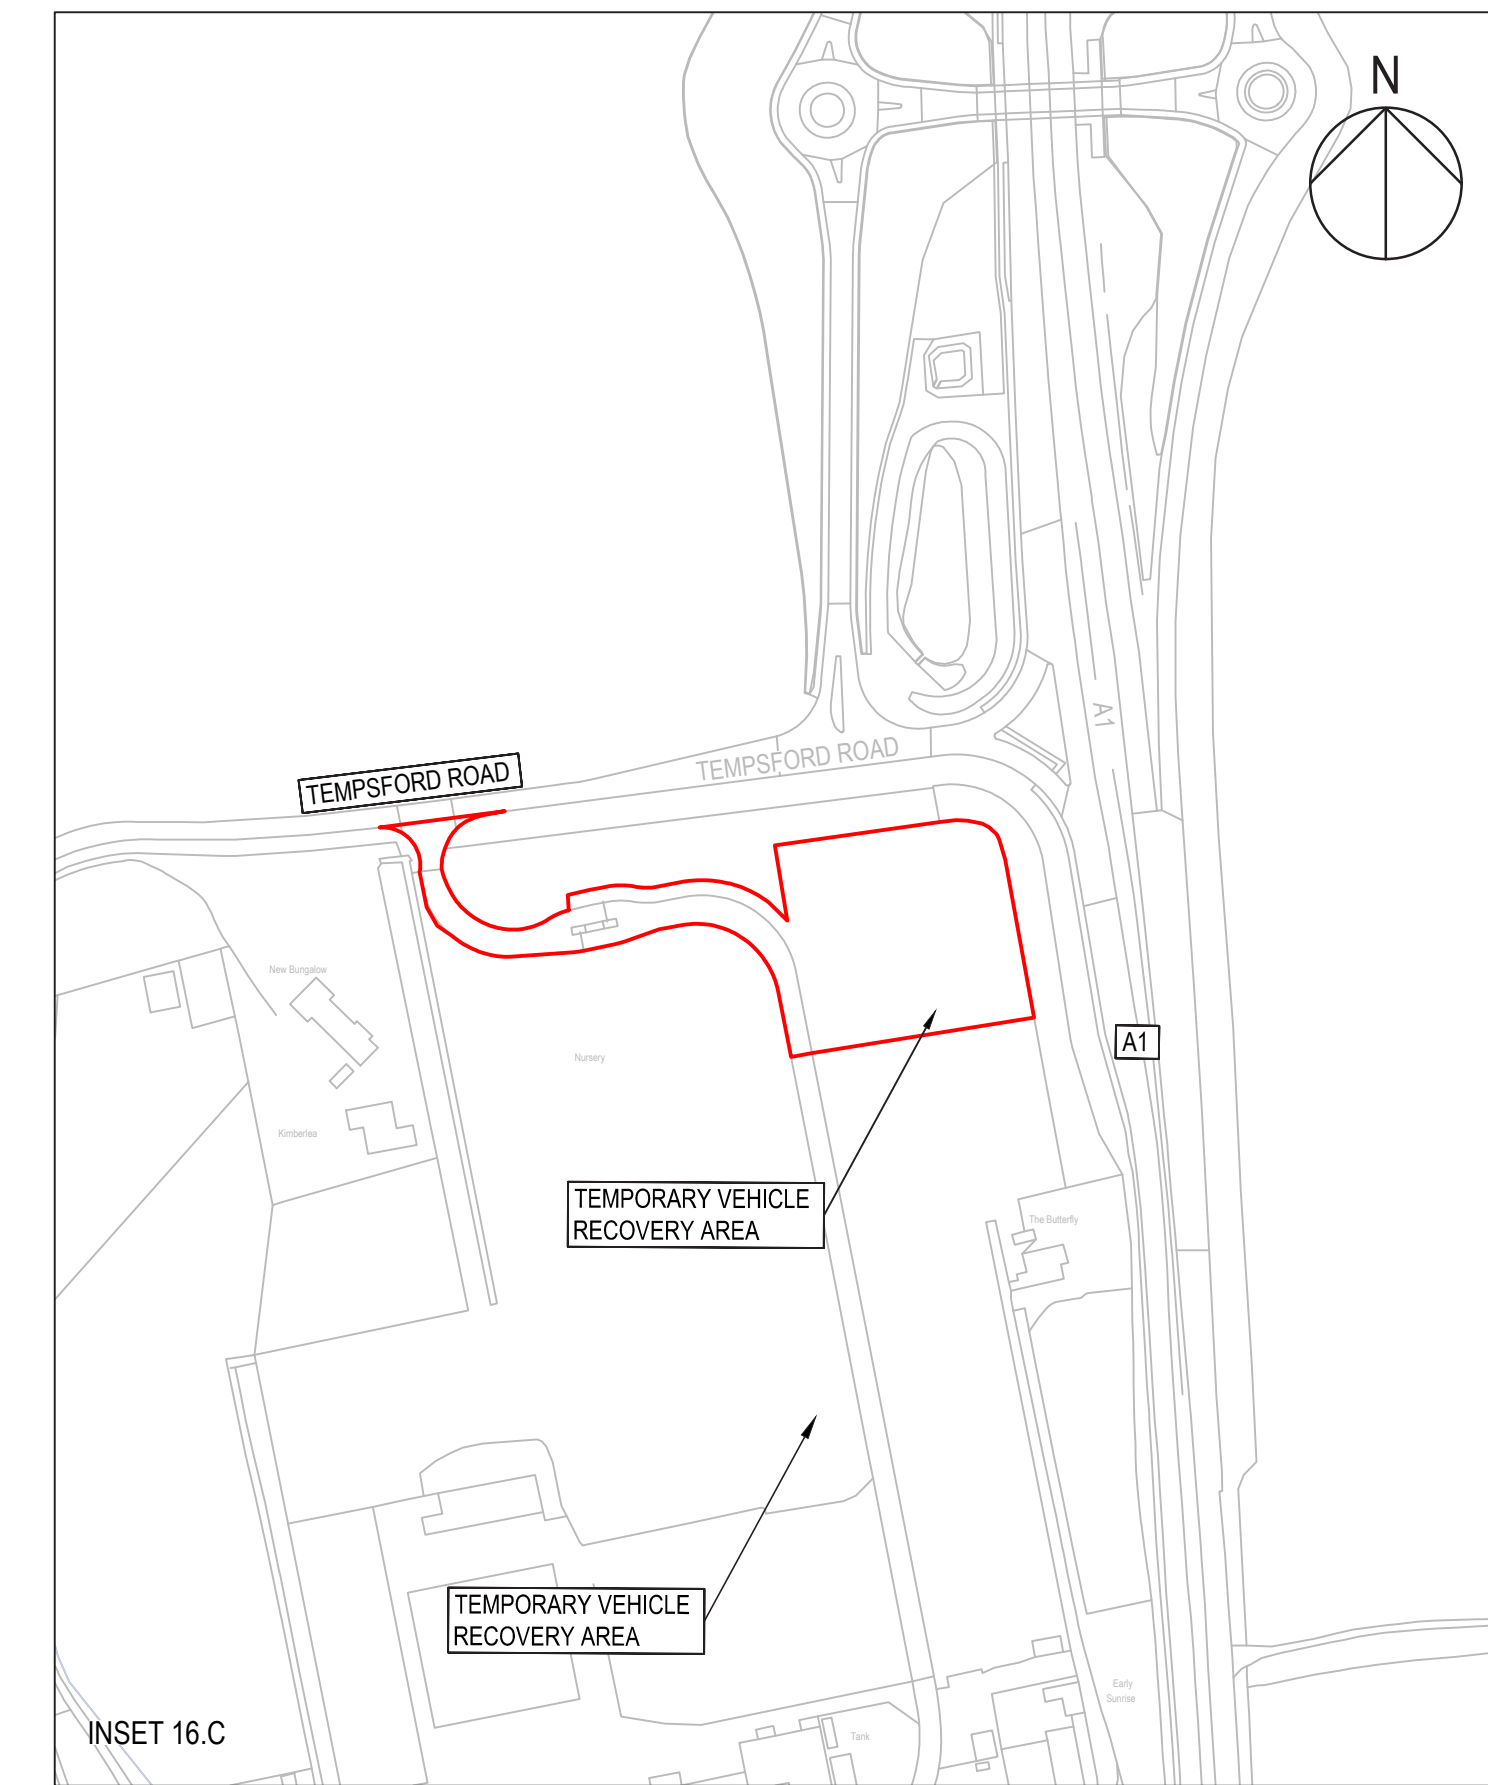 N
A1
TEMPSFORD ROAD
TEMPSFORD ROAD
New Bungalow
A1
Nursery
Kimberlea
TEMPORARY VEHICLE
RECOVERY AREA
The Butterfly
TEMPORARY VEHICLE
RECOVERY AREA
Early
Sunrise
INSET 16.C
Tank